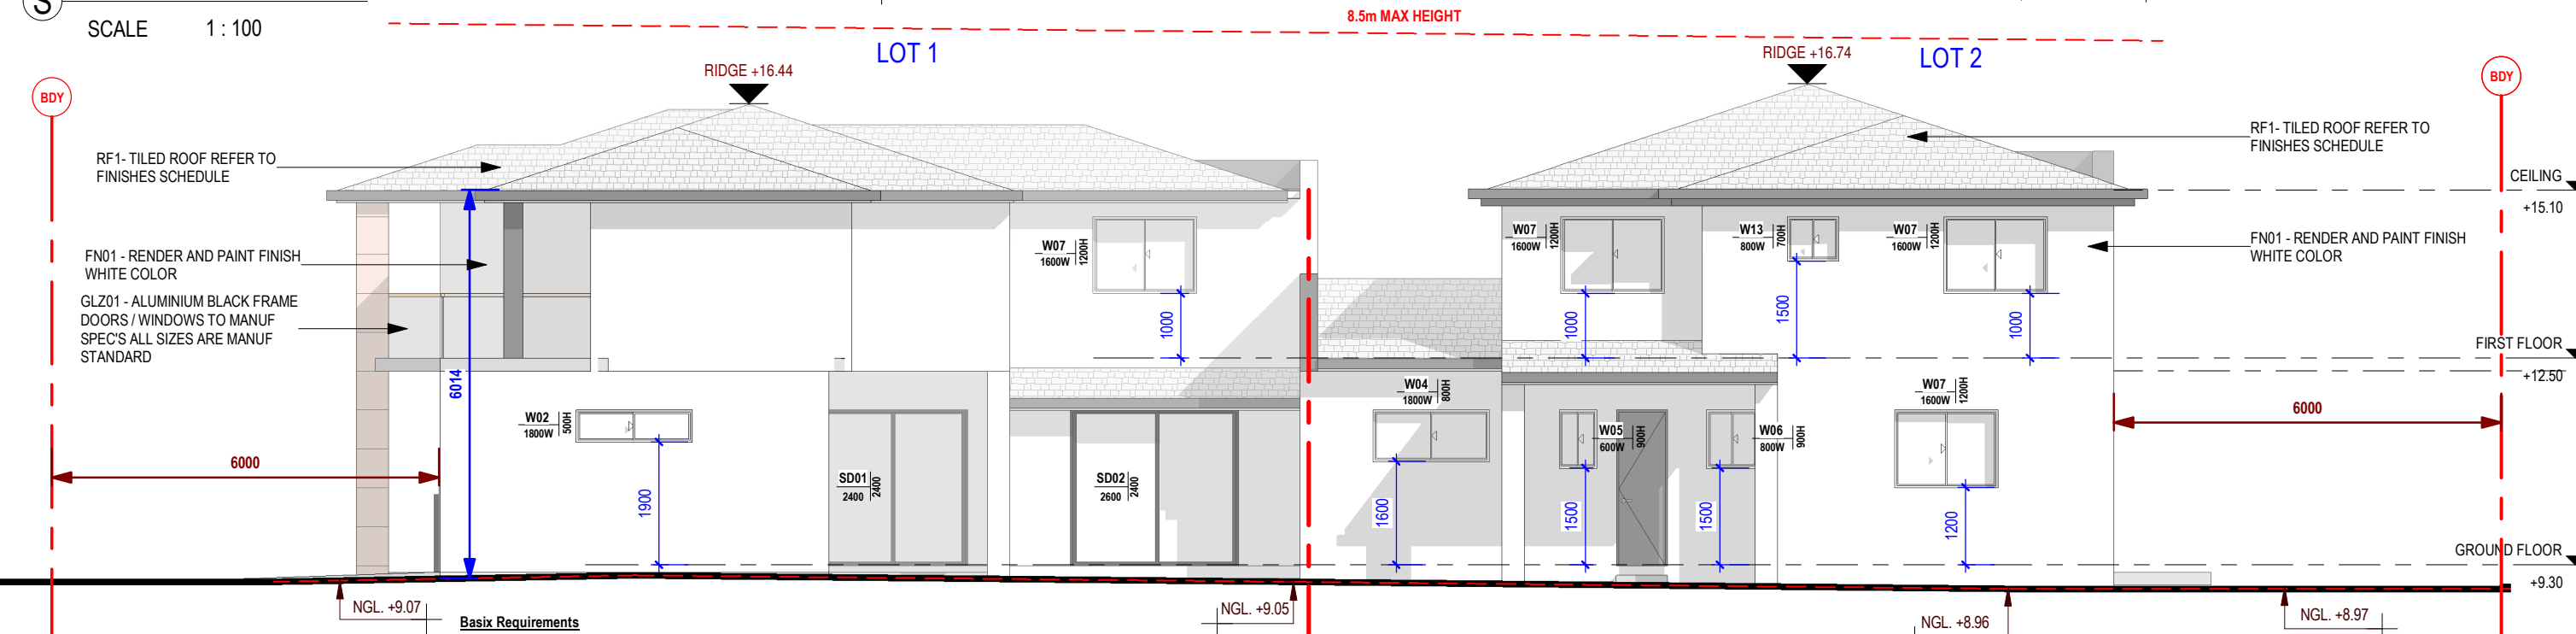 S
SCALE 1 : 100
8.5m MAX HEIGHT
LOT 1
LOT 2
RIDGE +16.44
RIDGE +16.74
BDY
BDY
RF1- TILED ROOF REFER TO
FINISHES SCHEDULE
RF1- TILED ROOF REFER TO
FINISHES SCHEDULE
CEILING
+15.10
FN01 - RENDER AND PAINT FINISH
WHITE COLOR
GLZ01 - ALUMINIUM BLACK FRAME
DOORS / WINDOWS TO MANUF
SPEC'S ALL SIZES ARE MANUF
STANDARD
W07
1600W
1200H
1000
W07
1600W
1200H
1000
W13
800W
700H
1500
W07
1600W
1200H
1000
FN01 - RENDER AND PAINT FINISH
WHITE COLOR
FIRST FLOOR
+12.50
6014
6000
W02
1800W
500H
1900
SD01
2400
2400
SD02
2600
2400
W04
1800W
800H
1600
W05
600W
900H
1500
W06
800W
900H
1500
W07
1600W
1200H
1200
6000
GROUND FLOOR
+9.30
NGL. +9.07
Basix Requirements
NGL. +9.05
NGL. +8.96
NGL. +8.97